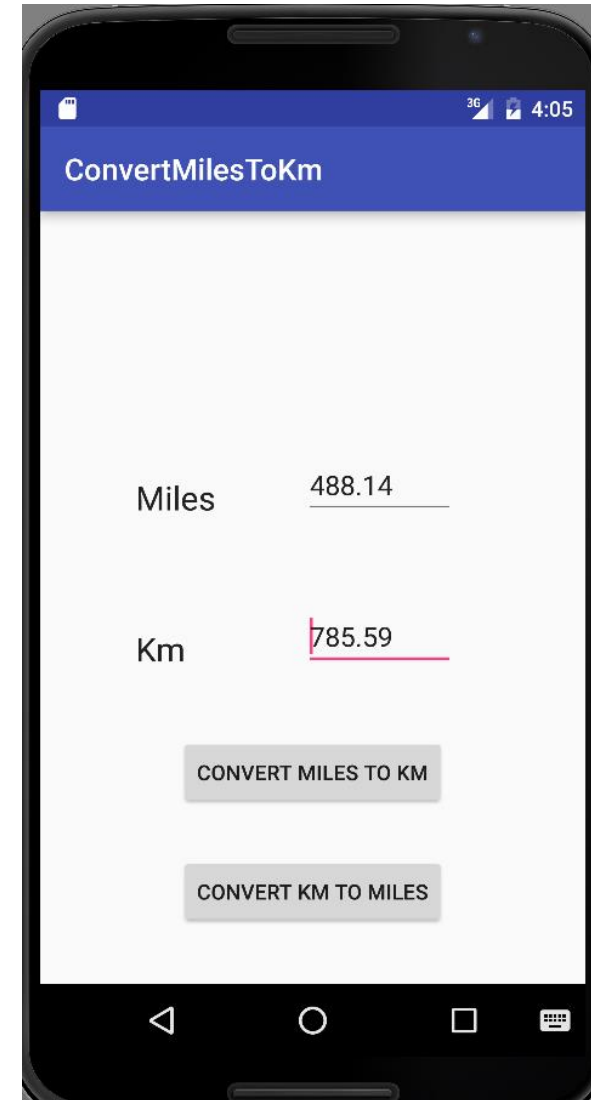 3G 4:05
ConvertMilesToKm
Miles 488.14
Km 785.59
CONVERT MILES TO KM
CONVERT KM TO MILES